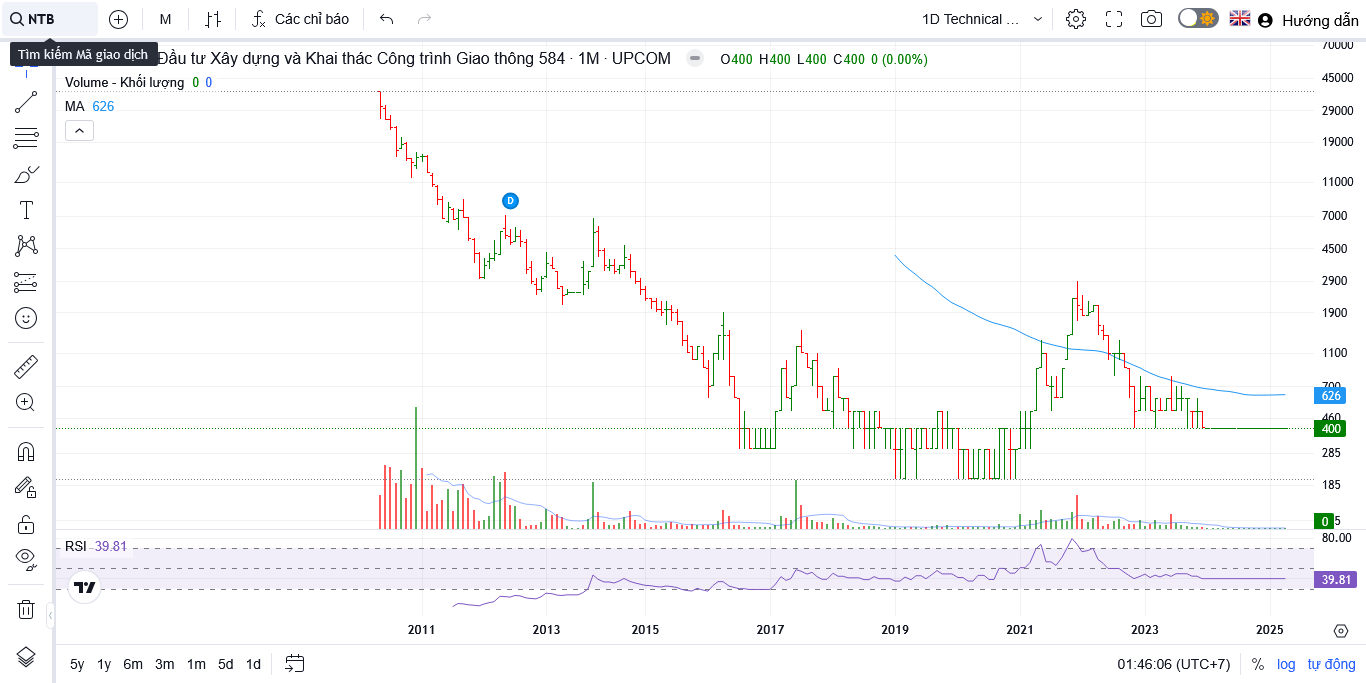 NTB
M
Các chỉ báo
1D Technical ...
Hướng dẫn
Tìm kiếm Mã giao dịch
Đầu tư Xây dựng và Khai thác Công trình Giao thông 584 · 1M · UPCOM
O400 H400 L400 C400 0 (0.00%)
Volume - Khối lượng 0 0
MA 626
D
70000
45000
29000
19000
11000
7000
4500
2900
1900
1100
700
626
460
400
285
185
0
5
RSI 39.81
80.00
39.81
2011 2013 2015 2017 2019 2021 2023 2025
5y 1y 6m 3m 1m 5d 1d
01:46:06 (UTC+7)
% log tự động